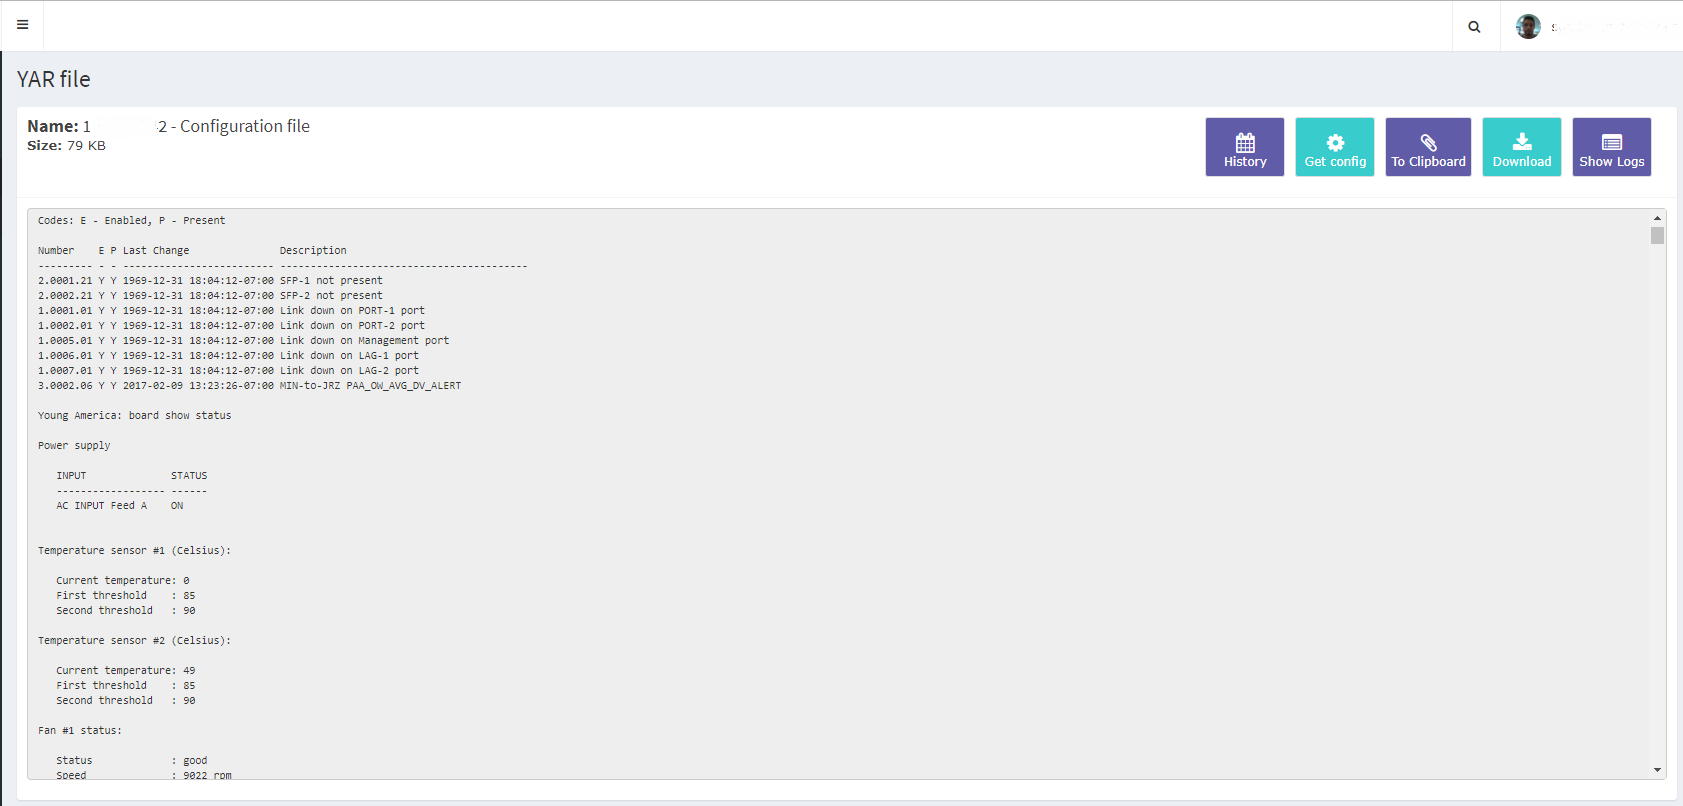 YAR file
Name: 1 2 - Configuration file
Size: 79 KB
History
Get config
To Clipboard
Download
Show Logs
Codes: E - Enabled, P - Present
Number    E P Last Change               Description
--------- - - ------------------------- -----------------------------------------
2.0001.21 Y Y 1969-12-31 18:04:12-07:00 SFP-1 not present
2.0002.21 Y Y 1969-12-31 18:04:12-07:00 SFP-2 not present
1.0001.01 Y Y 1969-12-31 18:04:12-07:00 Link down on PORT-1 port
1.0002.01 Y Y 1969-12-31 18:04:12-07:00 Link down on PORT-2 port
1.0005.01 Y Y 1969-12-31 18:04:12-07:00 Link down on Management port
1.0006.01 Y Y 1969-12-31 18:04:12-07:00 Link down on LAG-1 port
1.0007.01 Y Y 1969-12-31 18:04:12-07:00 Link down on LAG-2 port
3.0002.06 Y Y 2017-02-09 13:23:26-07:00 MIN-to-JRZ PAA_OW_AVG_DV_ALERT
Young America: board show status
Power supply
INPUT              STATUS
------------------ ------
AC INPUT Feed A    ON
Temperature sensor #1 (Celsius):
Current temperature: 0
First threshold    : 85
Second threshold   : 90
Temperature sensor #2 (Celsius):
Current temperature: 49
First threshold    : 85
Second threshold   : 90
Fan #1 status:
Status             : good
Speed              : 9022 rpm